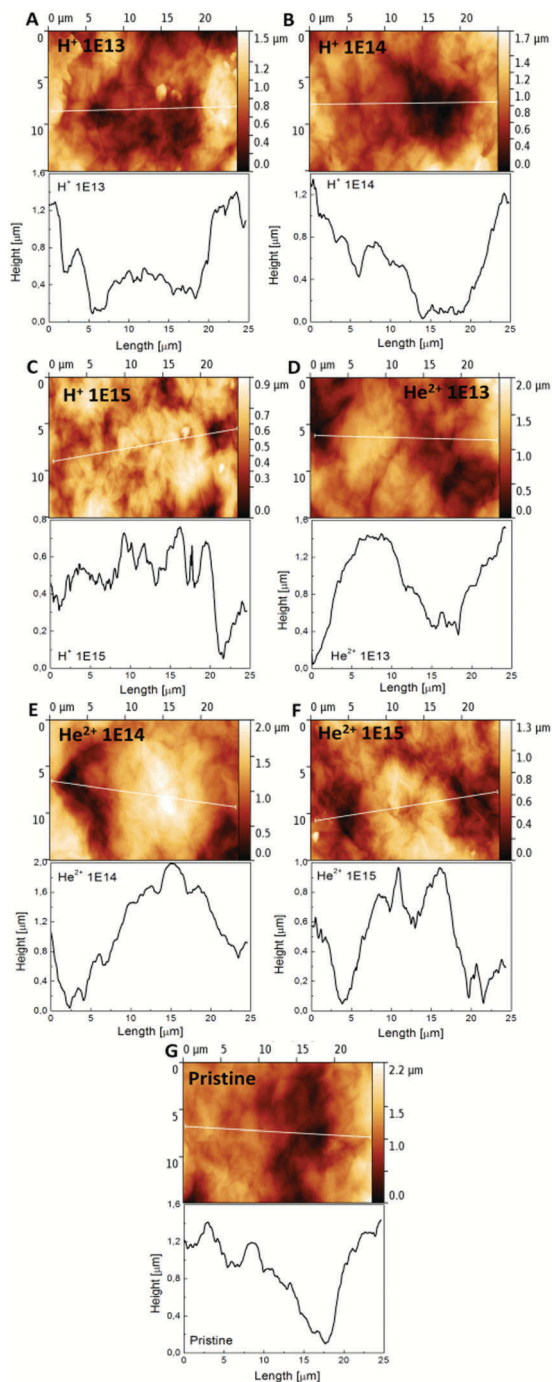 A
0 μm 5 10 15 20
H⁺ 1E13
0
5
10
1.5 μm
1.2
1.0
0.8
0.6
0.4
0.2
0.0
H⁺ 1E13
Height [μm]
1,6
1,2
0,8
0,4
0,0
0 5 10 15 20 25
Length [μm]
B
0 μm 5 10 15 20
H⁺ 1E14
0
5
10
1.7 μm
1.4
1.2
1.0
0.8
0.6
0.4
0.0
H⁺ 1E14
Height [μm]
1,2
0,8
0,4
0,0
0 5 10 15 20 25
Length [μm]
C
0 μm 5 10 15 20
H⁺ 1E15
0
5
10
0.9 μm
0.7
0.6
0.5
0.4
0.3
0.2
0.0
H⁺ 1E15
Height [μm]
0,8
0,6
0,4
0,2
0,0
0 5 10 15 20 25
Length [μm]
D
0 μm 5 10 15 20
He²⁺ 1E13
0
5
10
2.0 μm
1.5
1.0
0.5
0.0
He²⁺ 1E13
Height [μm]
1,6
1,2
0,8
0,4
0,0
0 5 10 15 20 25
Length [μm]
E
0 μm 5 10 15 20
He²⁺ 1E14
0
5
10
2.0 μm
1.5
1.0
0.5
0.0
He²⁺ 1E14
Height [μm]
2,0
1,6
1,2
0,8
0,4
0,0
0 5 10 15 20 25
Length [μm]
F
0 μm 5 10 15 20
He²⁺ 1E15
0
5
10
1.3 μm
1.0
0.8
0.6
0.4
0.2
0.0
He²⁺ 1E15
Height [μm]
1,2
0,8
0,4
0,0
0 5 10 15 20 25
Length [μm]
G
0 μm 5 10 15 20
Pristine
0
5
10
2.2 μm
1.5
1.0
0.5
0.0
Pristine
Height [μm]
1,6
1,2
0,8
0,4
0,0
0 5 10 15 20 25
Length [μm]